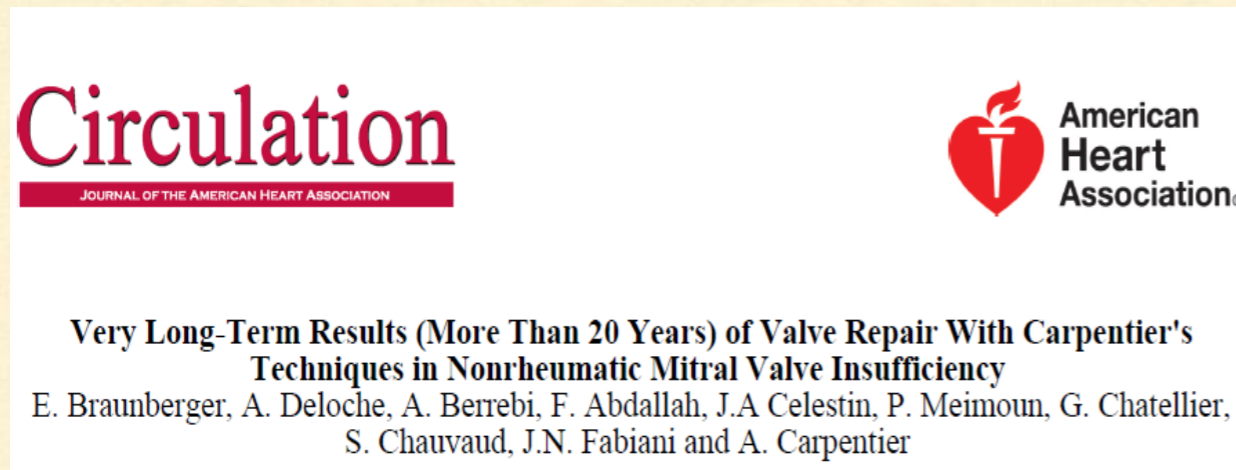 Circulation
JOURNAL OF THE AMERICAN HEART ASSOCIATION
American
Heart
Association®
Very Long-Term Results (More Than 20 Years) of Valve Repair With Carpentier's
Techniques in Nonrheumatic Mitral Valve Insufficiency
E. Braunberger, A. Deloche, A. Berrebi, F. Abdallah, J.A Celestin, P. Meimoun, G. Chatellier,
S. Chauvaud, J.N. Fabiani and A. Carpentier